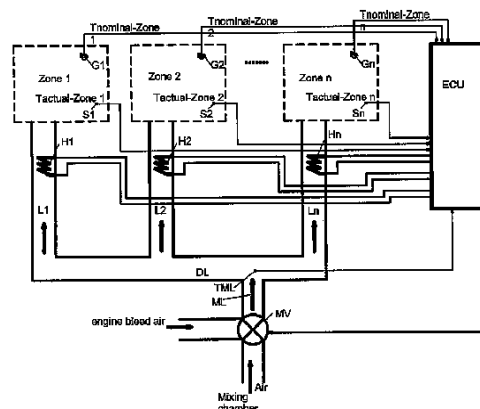 Tnominal-Zone 1
Tnominal-Zone 2
Tnominal-Zone n
G1
G2
Gn
ECU
Zone 1
Zone 2
Zone n
Tactual-Zone 1
Tactual-Zone 2
Tactual-Zone n
S1
S2
Sn
H1
H2
Hn
L1
L2
Ln
DL
TML
ML
MV
engine bleed air
Air
Mixing
chamber